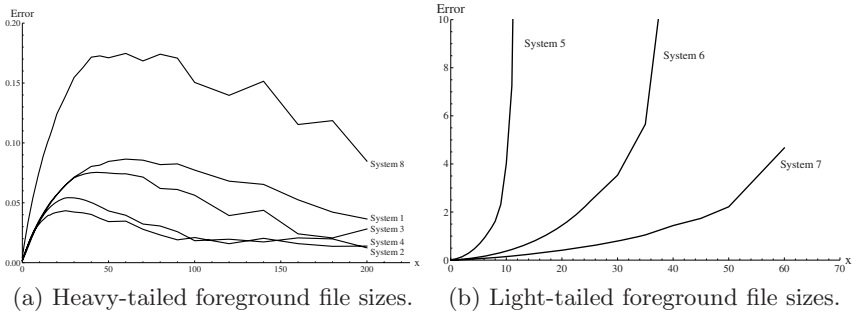 Error
0.20
0.15
0.10
0.05
0.00
0
50
100
150
200
x
System 8
System 1
System 3
System 4
System 2
(a) Heavy-tailed foreground file sizes.
Error
10
8
6
4
2
0
0
10
20
30
40
50
60
70
x
System 5
System 6
System 7
(b) Light-tailed foreground file sizes.